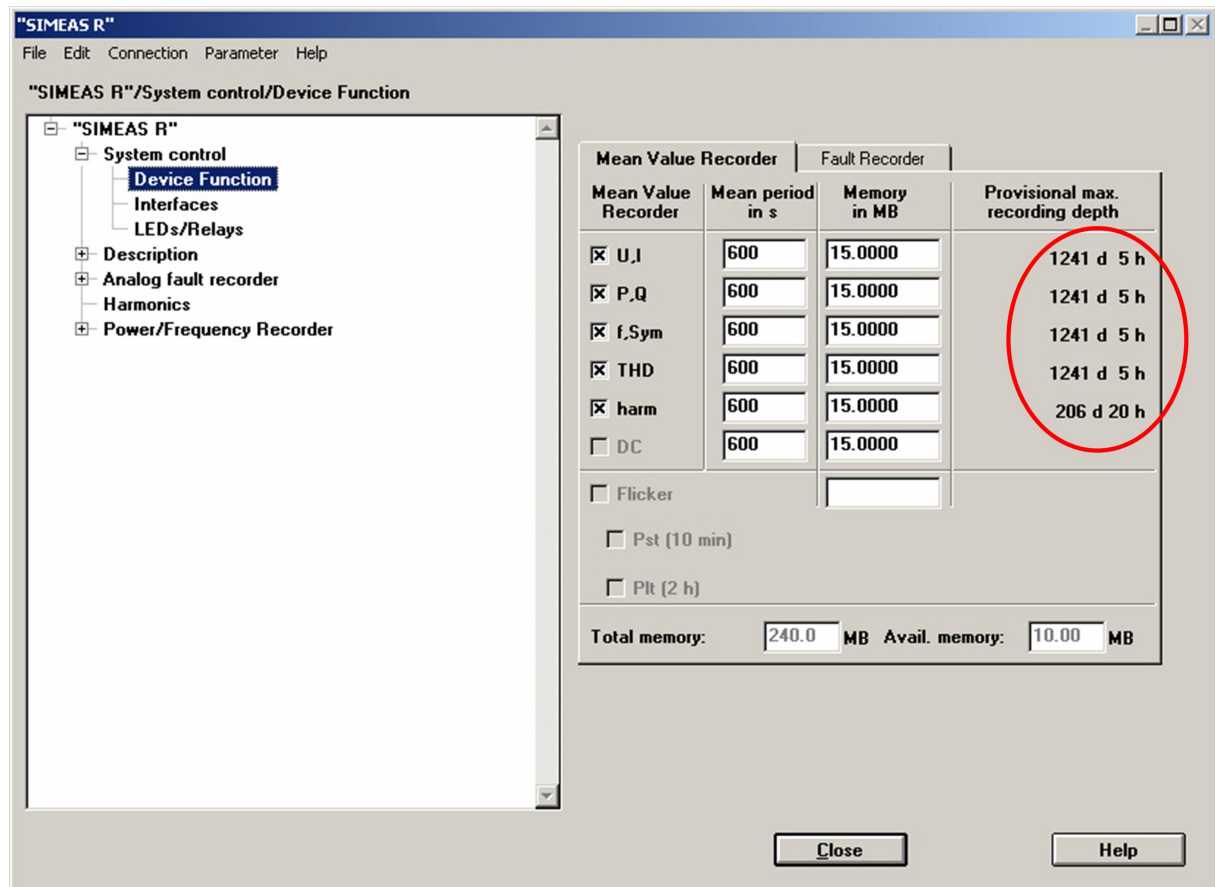 "SIMEAS R"
File Edit Connection Parameter Help
"SIMEAS R"/System control/Device Function
"SIMEAS R"
System control
Device Function
Interfaces
LEDs/Relays
Description
Analog fault recorder
Harmonics
Power/Frequency Recorder
Mean Value Recorder Fault Recorder
Mean Value Mean period Memory Provisional max.
Recorder in s in MB recording depth
U,I 600 15.0000 1241 d 5 h
P,Q 600 15.0000 1241 d 5 h
f,Sym 600 15.0000 1241 d 5 h
THD 600 15.0000 1241 d 5 h
harm 600 15.0000 206 d 20 h
DC 600 15.0000
Flicker
Pst (10 min)
Plt (2 h)
Total memory: 240.0 MB Avail. memory: 10.00 MB
Close Help